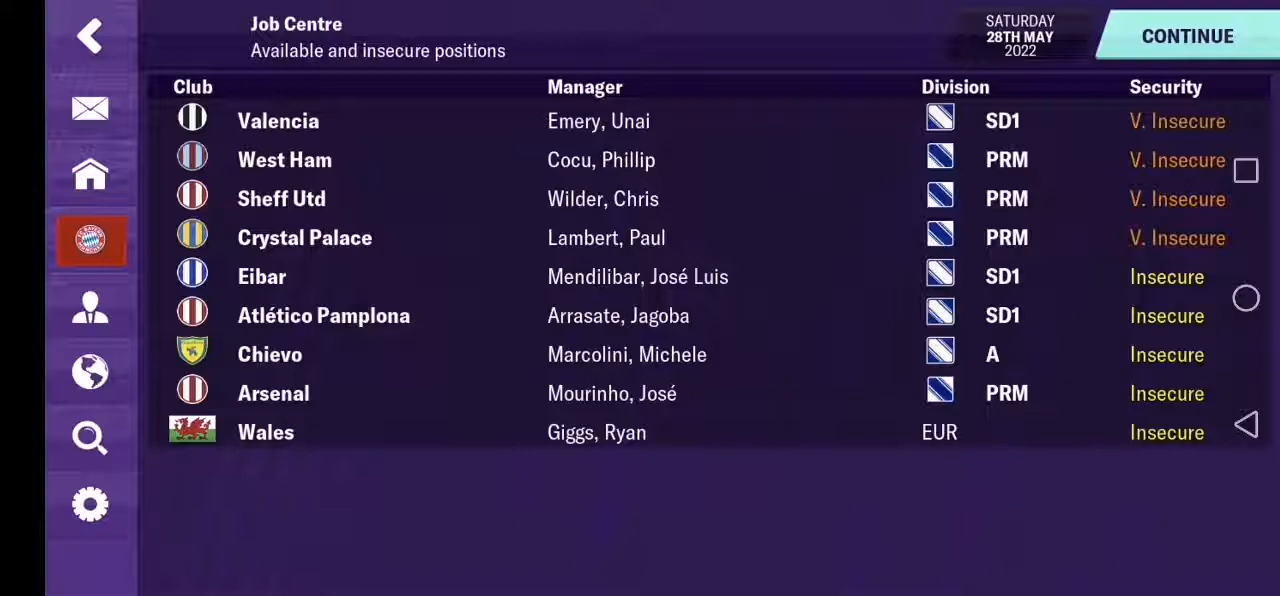 Job Centre
Available and insecure positions
SATURDAY
28TH MAY
2022
CONTINUE
Club Manager Division Security
Valencia Emery, Unai SD1 V. Insecure
West Ham Cocu, Phillip PRM V. Insecure
Sheff Utd Wilder, Chris PRM V. Insecure
Crystal Palace Lambert, Paul PRM V. Insecure
Eibar Mendilibar, José Luis SD1 Insecure
Atlético Pamplona Arrasate, Jagoba SD1 Insecure
Chievo Marcolini, Michele A Insecure
Arsenal Mourinho, José PRM Insecure
Wales Giggs, Ryan EUR Insecure